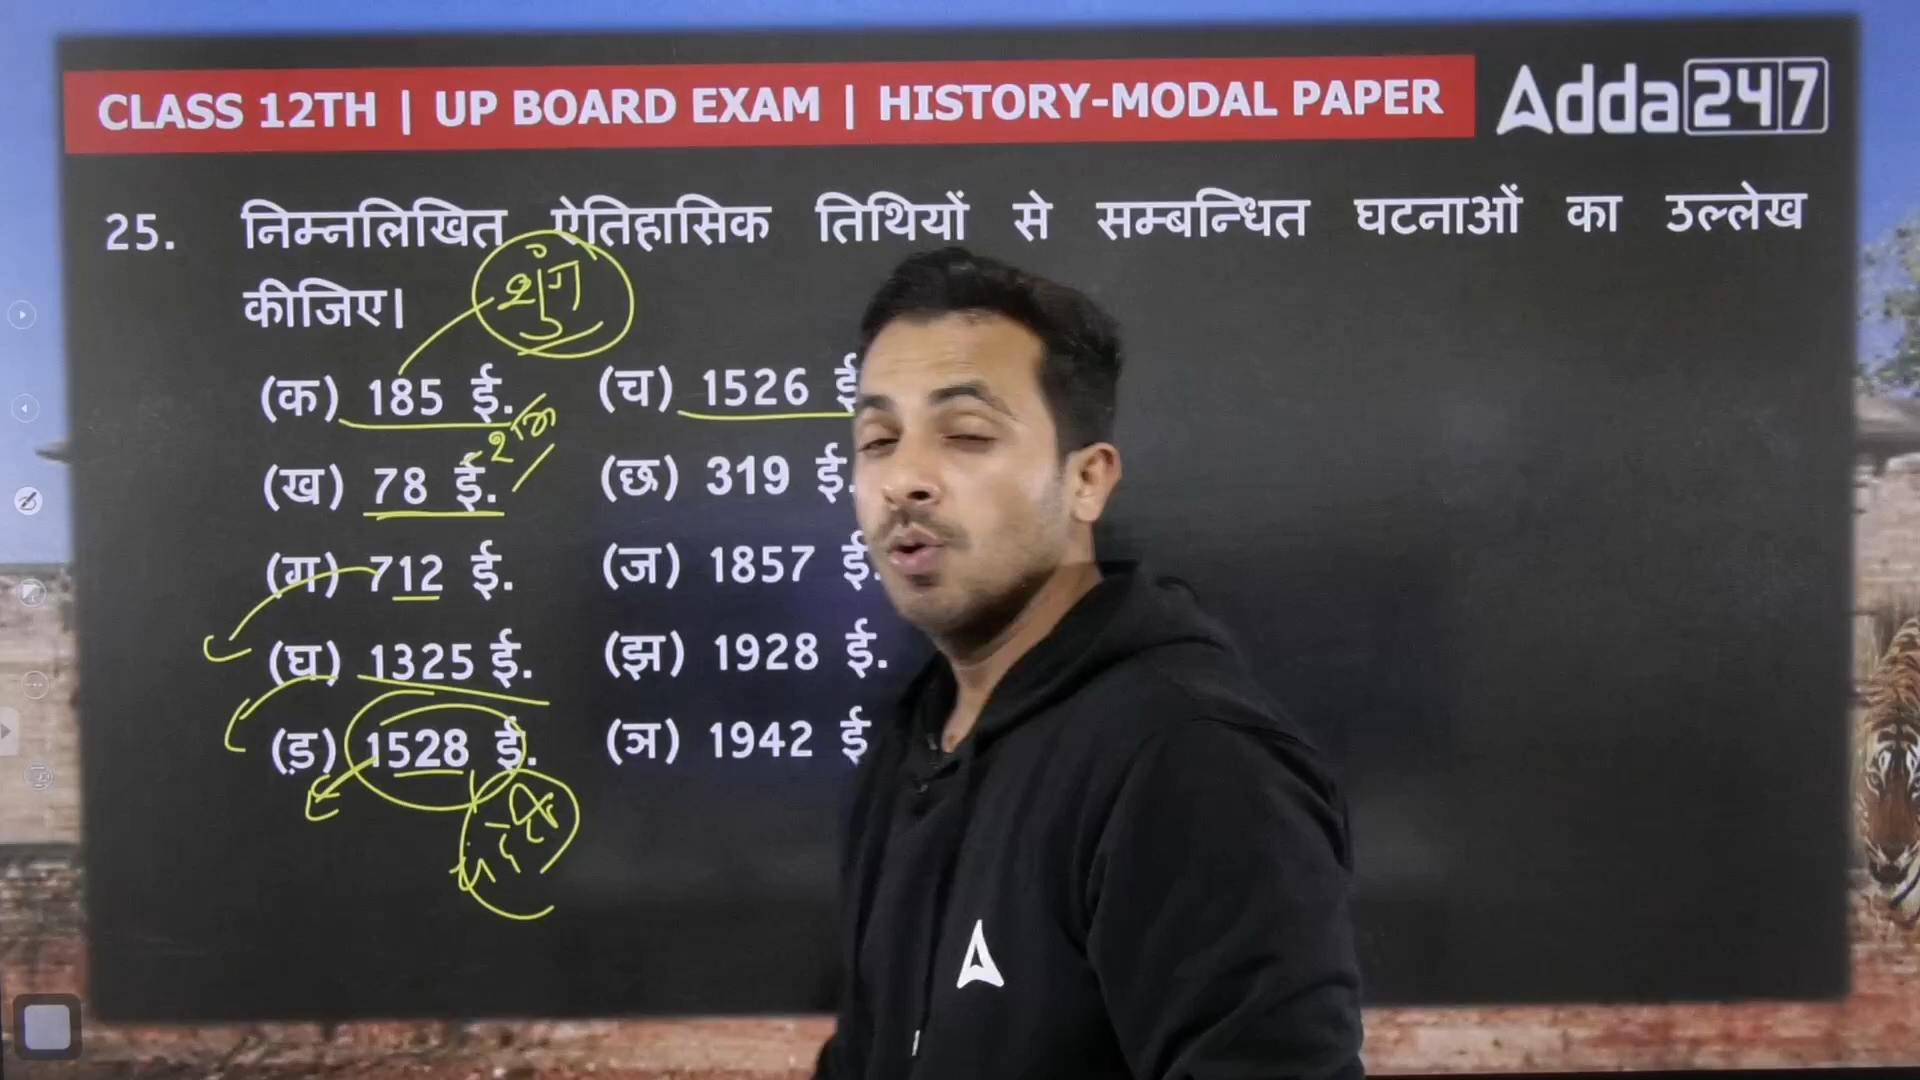 CLASS 12TH | UP BOARD EXAM | HISTORY-MODAL PAPER
Adda247
25. निम्नलिखित ऐतिहासिक तिथियों से सम्बन्धित घटनाओं का उल्लेख
कीजिए।
शुंग
(क) 185 ई.
(च) 1526 ई
शक
(ख) 78 ई.
(छ) 319 ई.
(ग) 712 ई.
(ज) 1857 ई.
(घ) 1325 ई.
(झ) 1928 ई.
(ड़) 1528 ई.
(ञ) 1942 ई